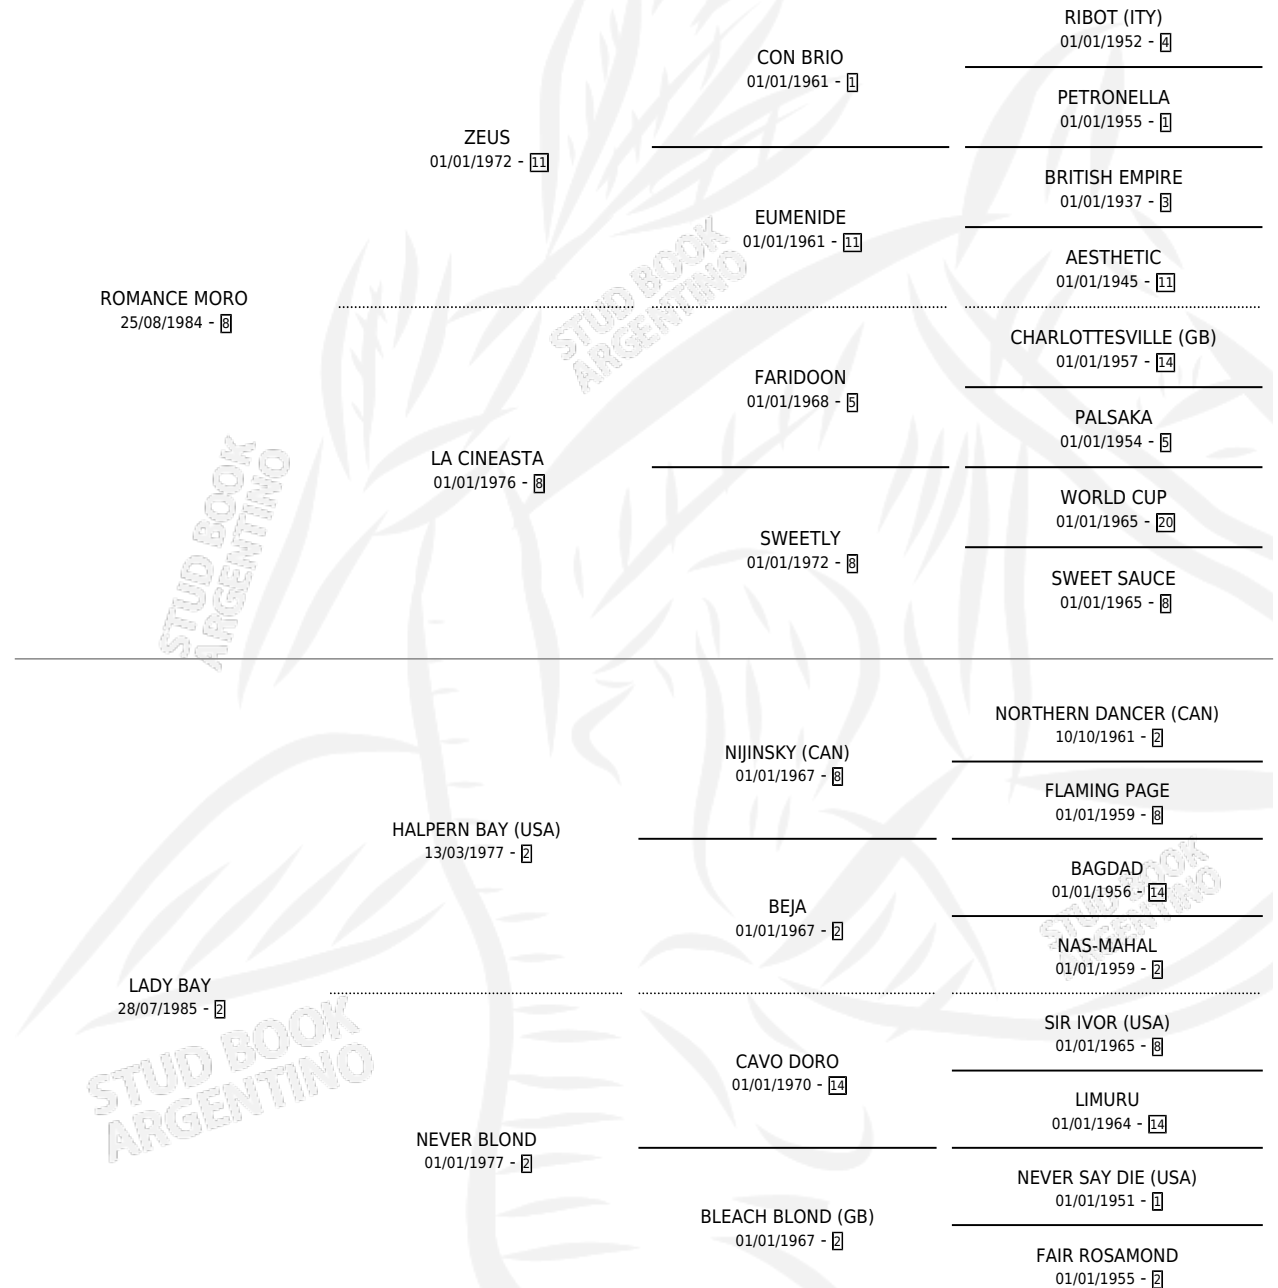 RIBOT (ITY)
01/01/1952 - 4
CON BRIO
01/01/1961 - 1
PETRONELLA
01/01/1955 - 1
ZEUS
01/01/1972 - 11
BRITISH EMPIRE
01/01/1937 - 3
EUMENIDE
01/01/1961 - 11
AESTHETIC
01/01/1945 - 11
ROMANCE MORO
25/08/1984 - 8
STUD BOOK
ARGENTINO
CHARLOTTESVILLE (GB)
01/01/1957 - 14
FARIDOON
01/01/1968 - 5
PALSAKA
01/01/1954 - 5
LA CINEASTA
01/01/1976 - 8
WORLD CUP
01/01/1965 - 20
SWEETLY
01/01/1972 - 8
SWEET SAUCE
01/01/1965 - 8
STUD BOOK
ARGENTINO
NORTHERN DANCER (CAN)
10/10/1961 - 2
NIJINSKY (CAN)
01/01/1967 - 8
FLAMING PAGE
01/01/1959 - 8
HALPERN BAY (USA)
13/03/1977 - 2
BAGDAD
01/01/1956 - 14
BEJA
01/01/1967 - 2
NAS-MAHAL
01/01/1959 - 2
STUD BOOK
ARGENTINO
LADY BAY
28/07/1985 - 2
SIR IVOR (USA)
01/01/1965 - 8
CAVO DORO
01/01/1970 - 14
LIMURU
01/01/1964 - 14
STUD BOOK
ARGENTINO
NEVER BLOND
01/01/1977 - 2
NEVER SAY DIE (USA)
01/01/1951 - 1
BLEACH BLOND (GB)
01/01/1967 - 2
FAIR ROSAMOND
01/01/1955 - 2